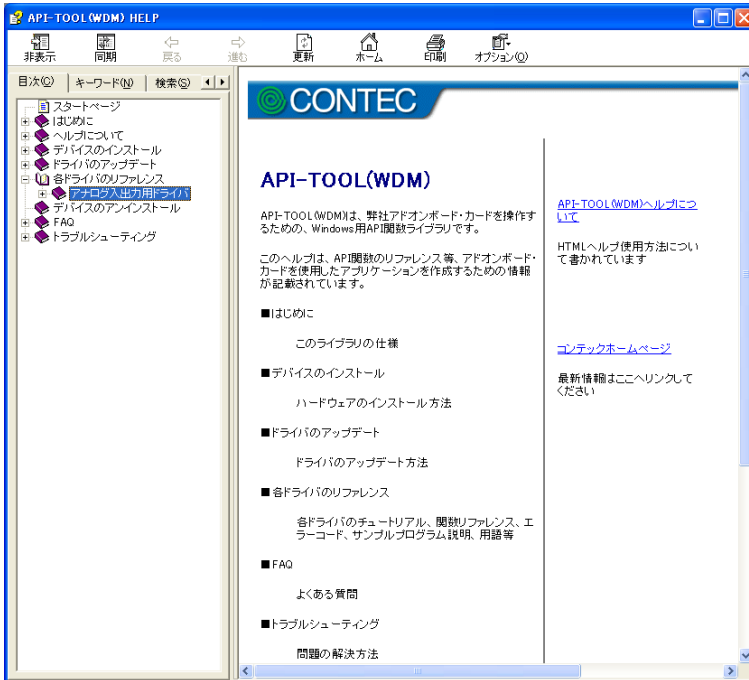 API-TOOL(WDM) HELP
非表示 同期 戻る 進む 更新 ホーム 印刷 オプション(O)
目次(C) キーワード(N) 検索(S)
スタートページ
はじめに
ヘルプについて
デバイスのインストール
ドライバのアップデート
各ドライバのリファレンス
アナログ入出力用ドライバ
デバイスのアンインストール
FAQ
トラブルシューティング
CONTEC
API-TOOL(WDM)
API-TOOL(WDM)は、弊社アドオンボード・カードを操作す
るための、Windows用API関数ライブラリです。
このヘルプは、API関数のリファレンス等、アドオンボード・
カードを使用したアプリケーションを作成するための情報
が記載されています。
■はじめに
このライブラリの仕様
■デバイスのインストール
ハードウェアのインストール方法
■ドライバのアップデート
ドライバのアップデート方法
■各ドライバのリファレンス
各ドライバのチュートリアル、関数リファレンス、エ
ラーコード、サンプルプログラム説明、用語等
■FAQ
よくある質問
■トラブルシューティング
問題の解決方法
API-TOOL(WDM)ヘルプにつ
いて
HTMLヘルプ使用方法につい
て書かれています
コンテックホームページ
最新情報はここへリンクして
ください